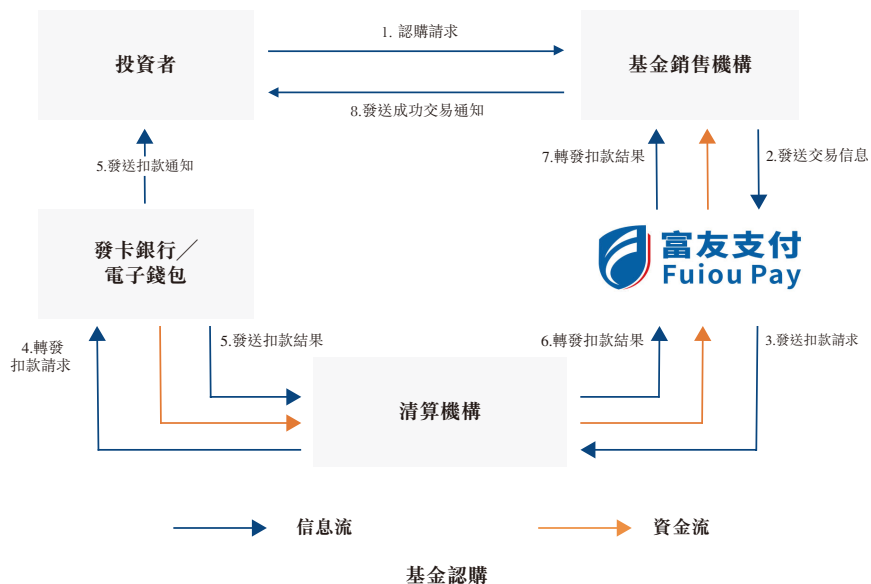 1. 認購請求
投資者
基金銷售機構
8.發送成功交易通知
5.發送扣款通知
7.轉發扣款結果
2.發送交易信息
發卡銀行／
電子錢包
富友支付
Fuiou Pay
4.轉發
扣款請求
5.發送扣款結果
6.轉發扣款結果
3.發送扣款請求
清算機構
信息流
資金流
基金認購